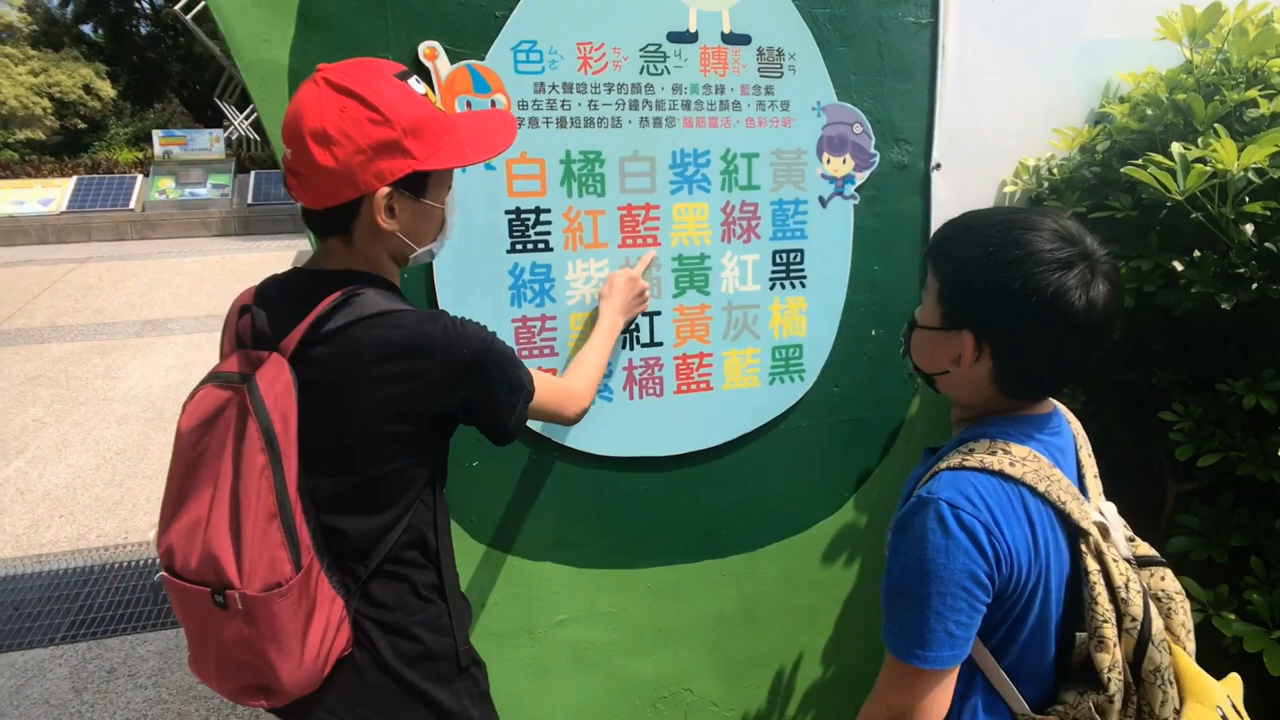 色彩急轉彎
請大聲唸出字的顏色，例:黃念綠，藍念紫
由左至右，在一分鐘內能正確念出顏色，而不受
字意干擾短路的話，恭喜您"腦筋靈活、色彩分明"
白 橘 白 紫 紅 黃
藍 紅 藍 黑 綠 藍
綠 紫 橘 黃 紅 黑
藍 黑 紅 黃 灰 橘
橘 藍 藍 黑